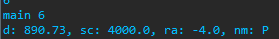 main 6
d: 890.73, sc: 4000.0, ra: -4.0, nm: P